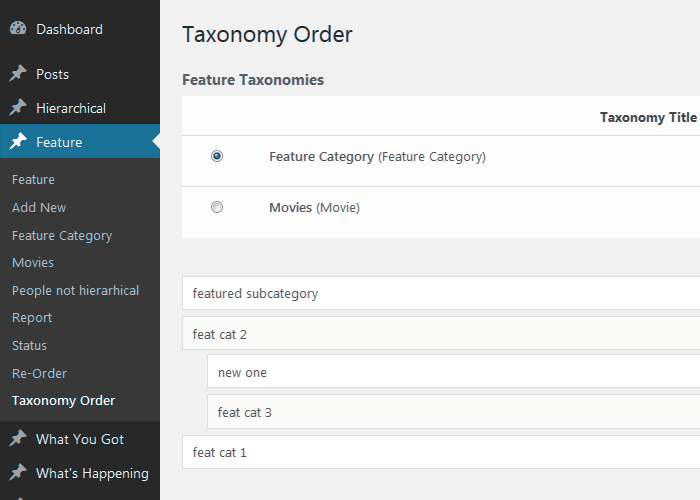 Dashboard
Posts
Hierarchical
Feature
Feature
Add New
Feature Category
Movies
People not hierarhical
Report
Status
Re-Order
Taxonomy Order
What You Got
What's Happening
Taxonomy Order
Feature Taxonomies
Taxonomy Title
Feature Category (Feature Category)
Movies (Movie)
featured subcategory
feat cat 2
new one
feat cat 3
feat cat 1